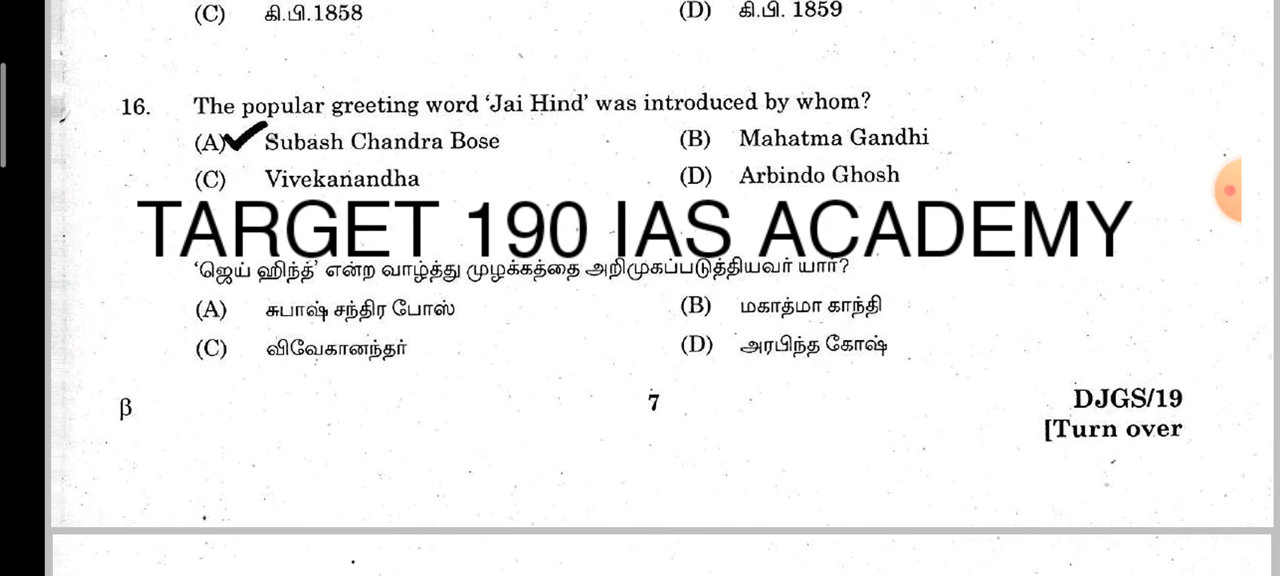 (C) கி.பி.1858 (D) கி.பி. 1859
16. The popular greeting word ‘Jai Hind’ was introduced by whom?
(A) Subash Chandra Bose (B) Mahatma Gandhi
(C) Vivekanandha (D) Arbindo Ghosh
TARGET 190 IAS ACADEMY
‘ஜெய் ஹிந்த்’ என்ற வாழ்த்து முழக்கத்தை அறிமுகப்படுத்தியவர் யார்?
(A) சுபாஷ் சந்திர போஸ் (B) மகாத்மா காந்தி
(C) விவேகானந்தர் (D) அரபிந்த கோஷ்
β 7 DJGS/19
[Turn over